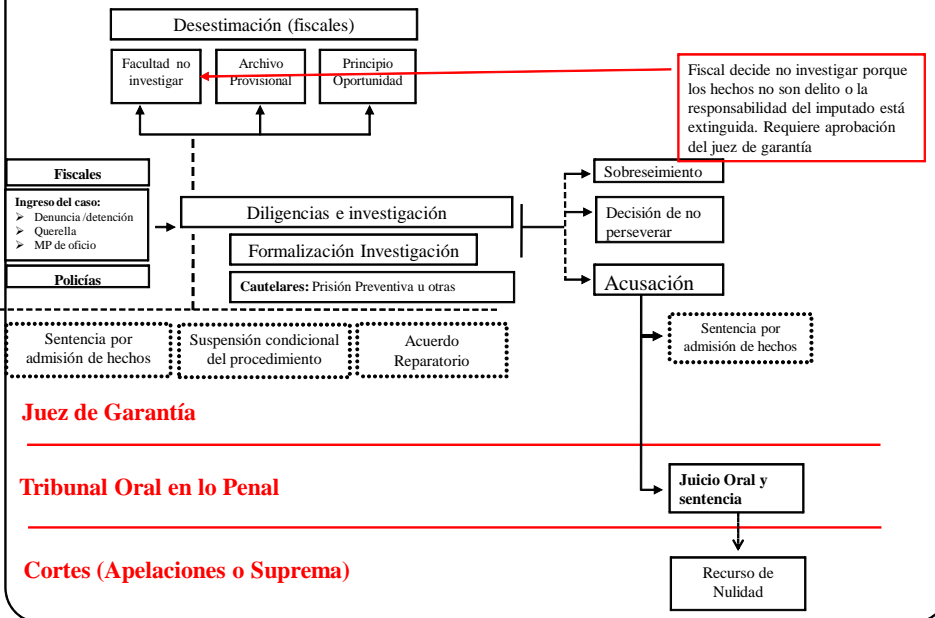 Desestimación (fiscales)
Facultad no
investigar
Archivo
Provisional
Principio
Oportunidad
Fiscal decide no investigar porque
los hechos no son delito o la
responsabilidad del imputado está
extinguida. Requiere aprobación
del juez de garantía
Fiscales
Ingreso del caso:
➢ Denuncia /detención
➢ Querella
➢ MP de oficio
Policías
Diligencias e investigación
Formalización Investigación
Cautelares: Prisión Preventiva u otras
Sobreseimiento
Decisión de no
perseverar
Acusación
Sentencia por
admisión de hechos
Suspensión condicional
del procedimiento
Acuerdo
Reparatorio
Sentencia por
admisión de hechos
Juez de Garantía
Tribunal Oral en lo Penal
Juicio Oral y
sentencia
Cortes (Apelaciones o Suprema)
Recurso de
Nulidad